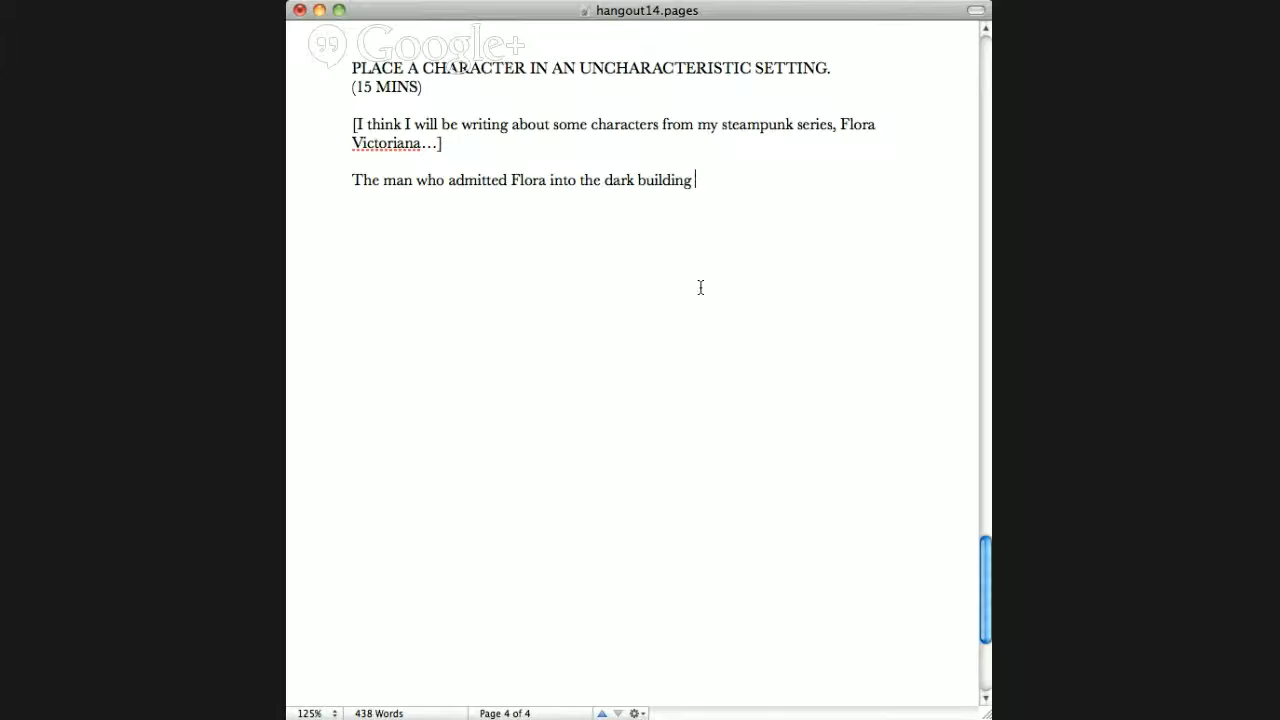 hangout14.pages
Google+
PLACE A CHARACTER IN AN UNCHARACTERISTIC SETTING.
(15 MINS)
[I think I will be writing about some characters from my steampunk series, Flora
Victoriana…]
The man who admitted Flora into the dark building
125%
438 Words
Page 4 of 4